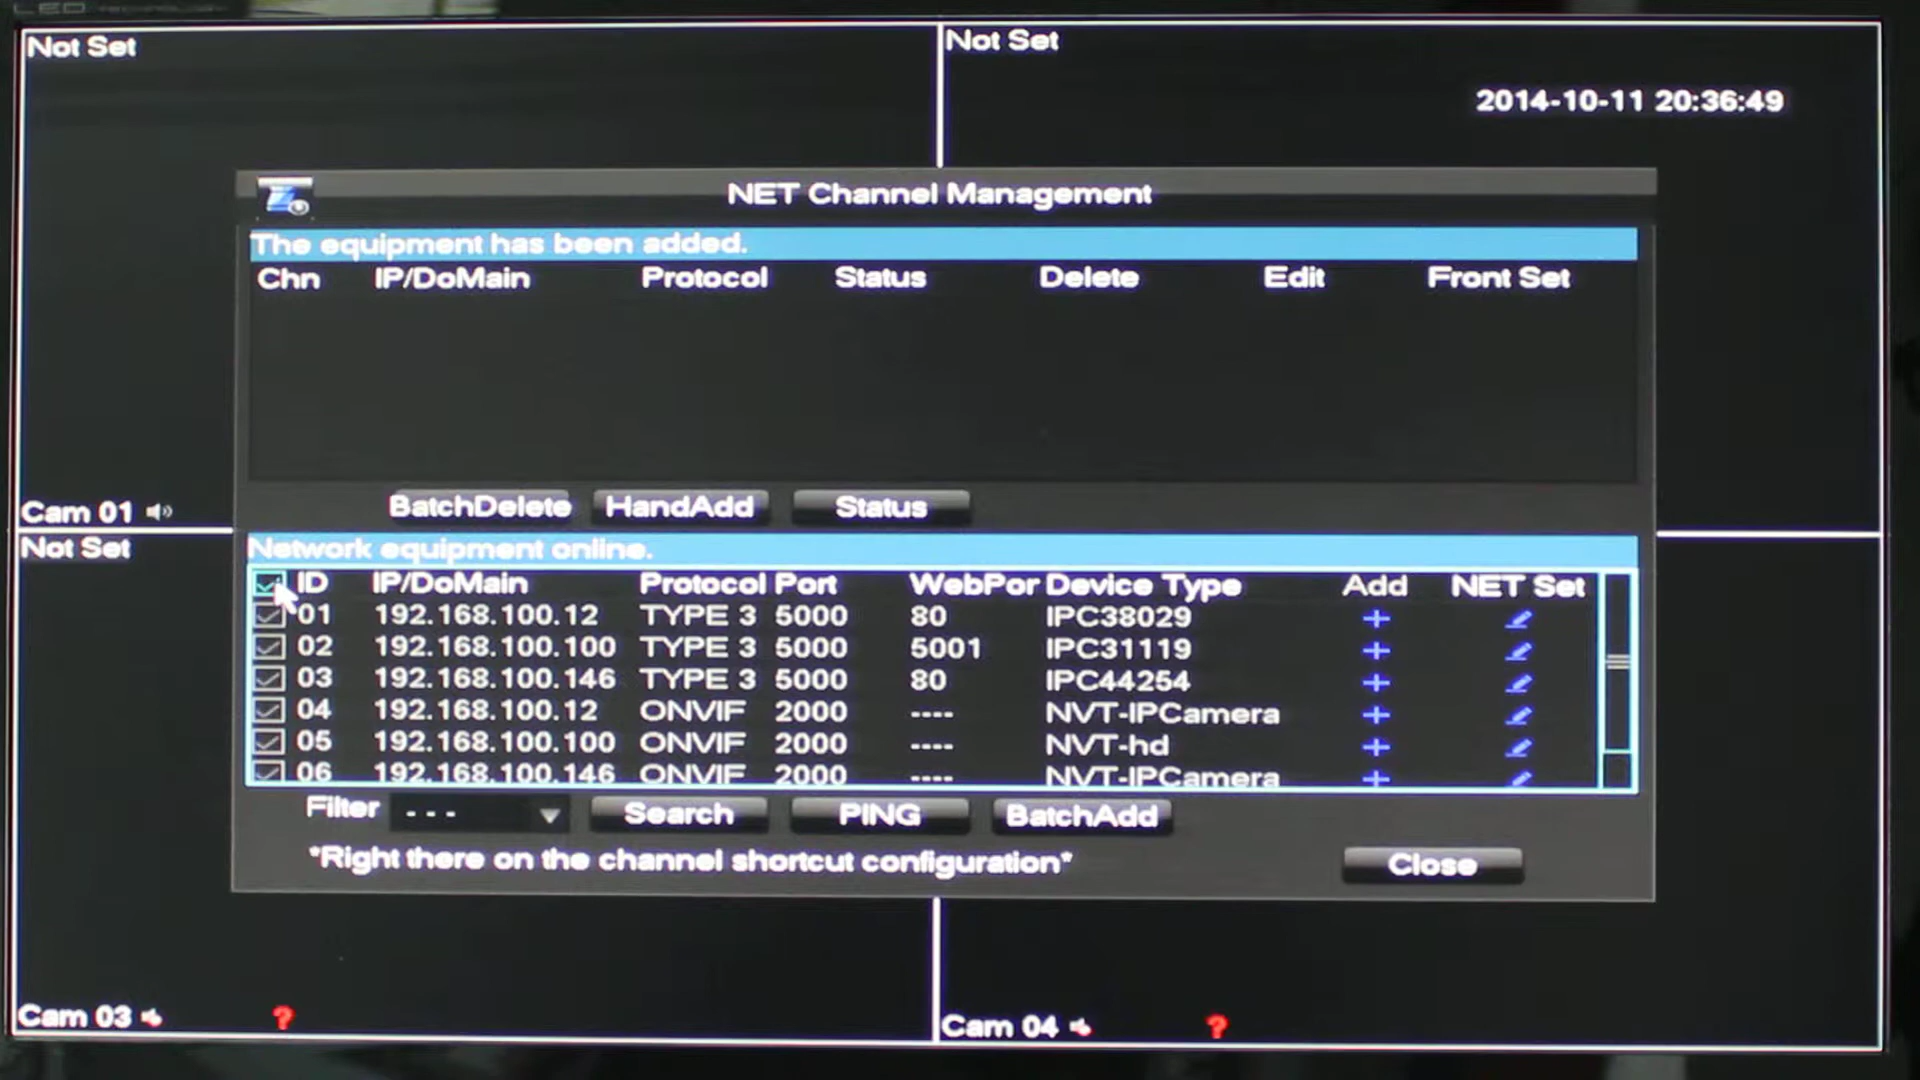 LED
Not Set
Not Set
2014-10-11 20:36:49
NET Channel Management
The equipment has been added.
Chn IP/DoMain Protocol Status Delete Edit Front Set
BatchDelete HandAdd Status
Cam 01
Not Set
Network equipment online.
ID IP/DoMain Protocol Port WebPor Device Type Add NET Set
01 192.168.100.12 TYPE 3 5000 80 IPC38029 +
02 192.168.100.100 TYPE 3 5000 5001 IPC31119 +
03 192.168.100.146 TYPE 3 5000 80 IPC44254 +
04 192.168.100.12 ONVIF 2000 ---- NVT-IPCamera +
05 192.168.100.100 ONVIF 2000 ---- NVT-hd +
06 192.168.100.146 ONVIF 2000 ---- NVT-IPCamera +
Filter --- Search PING BatchAdd
*Right there on the channel shortcut configuration*
Close
Cam 03 ?
Cam 04 ?